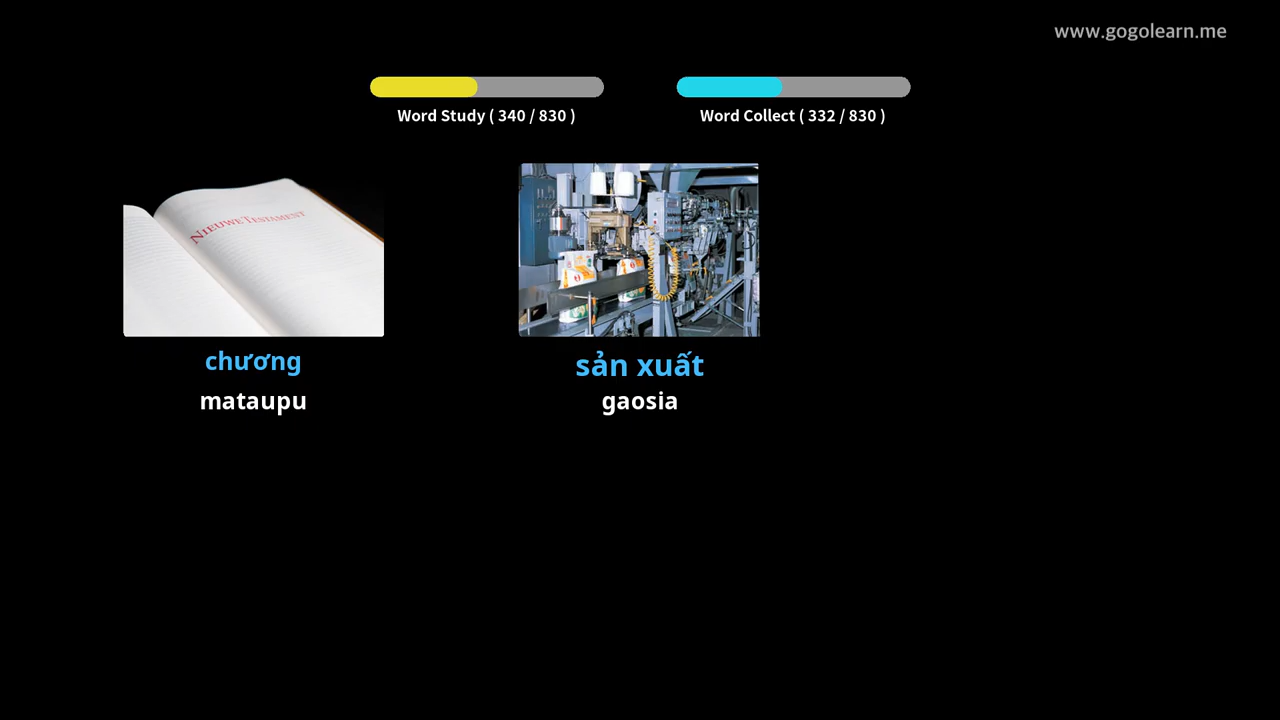 www.gogolearn.me
Word Study ( 340 / 830 )
Word Collect ( 332 / 830 )
NIEUWE TESTAMENT
chương
mataupu
sản xuất
gaosia